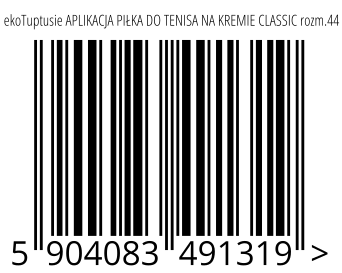 ekoTuptusie APLIKACJA PIŁKA DO TENISA NA KREMIE CLASSIC rozm.44
5 904083 491319 >